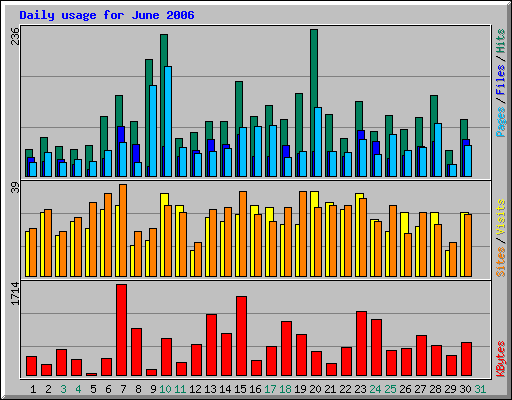 Daily usage for June 2006
236
39
1714
Pages / Files / Hits
Sites / Visits
KBytes
1 2 3 4 5 6 7 8 9 10 11 12 13 14 15 16 17 18 19 20 21 22 23 24 25 26 27 28 29 30 31